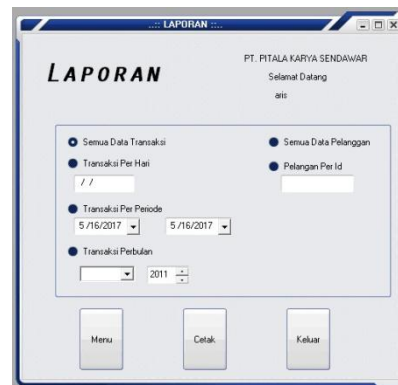 ..:: LAPORAN ::..
LAPORAN
PT. PITALA KARYA SENDAWAR
Selamat Datang
aris
Semua Data Transaksi
Semua Data Pelanggan
Transaksi Per Hari
Pelangan Per Id
/ /
Transaksi Per Periode
5 /16/2017
5 /16/2017
Transaksi Perbulan
2011
Menu
Cetak
Keluar